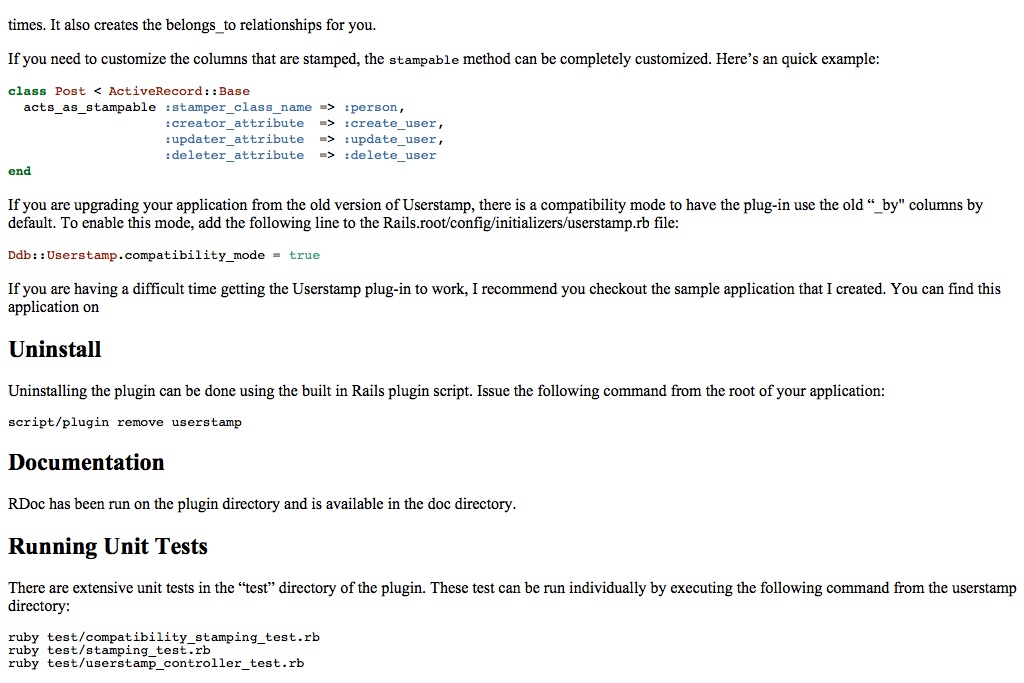 times. It also creates the belongs_to relationships for you.
If you need to customize the columns that are stamped, the stampable method can be completely customized. Here’s an quick example:
class Post < ActiveRecord::Base
  acts_as_stampable :stamper_class_name => :person,
                    :creator_attribute  => :create_user,
                    :updater_attribute  => :update_user,
                    :deleter_attribute  => :delete_user
end
If you are upgrading your application from the old version of Userstamp, there is a compatibility mode to have the plug-in use the old “_by" columns by
default. To enable this mode, add the following line to the Rails.root/config/initializers/userstamp.rb file:
Ddb::Userstamp.compatibility_mode = true
If you are having a difficult time getting the Userstamp plug-in to work, I recommend you checkout the sample application that I created. You can find this
application on
Uninstall
Uninstalling the plugin can be done using the built in Rails plugin script. Issue the following command from the root of your application:
script/plugin remove userstamp
Documentation
RDoc has been run on the plugin directory and is available in the doc directory.
Running Unit Tests
There are extensive unit tests in the “test” directory of the plugin. These test can be run individually by executing the following command from the userstamp
directory:
ruby test/compatibility_stamping_test.rb
ruby test/stamping_test.rb
ruby test/userstamp_controller_test.rb